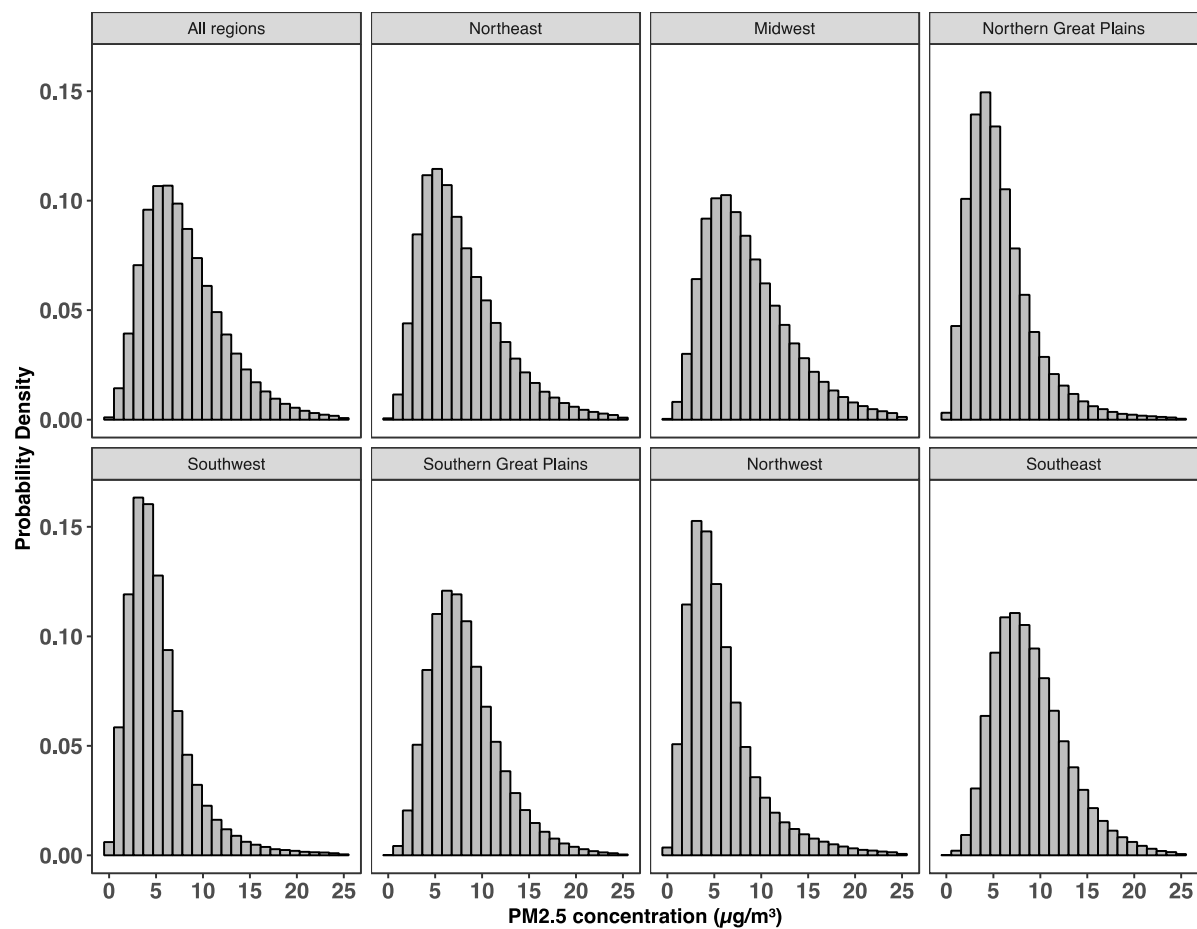 All regions
Northeast
Midwest
Northern Great Plains
0.15
0.10
0.05
0.00
Southwest
Southern Great Plains
Northwest
Southeast
0.15
0.10
0.05
0.00
0 5 10 15 20 25
0 5 10 15 20 25
0 5 10 15 20 25
0 5 10 15 20 25
Probability Density
PM2.5 concentration (µg/m³)